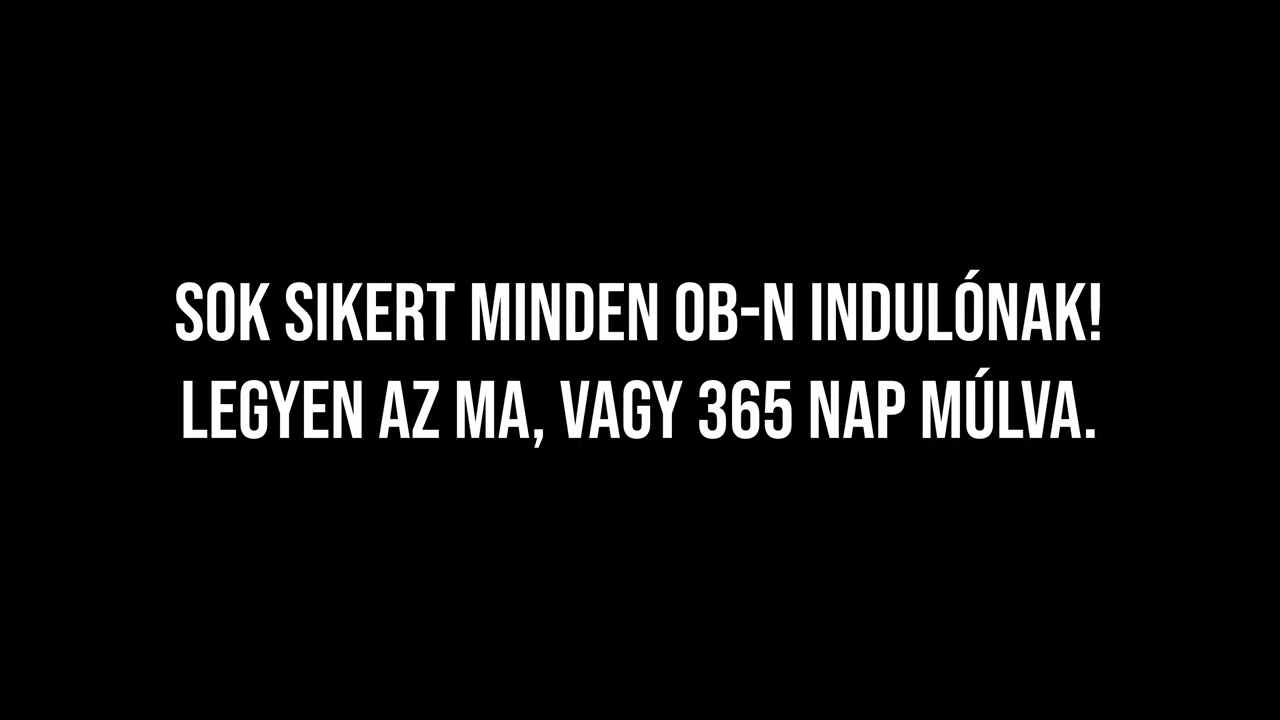 SOK SIKERT MINDEN OB-N INDULÓNAK!
LEGYEN AZ MA, VAGY 365 NAP MÚLVA.